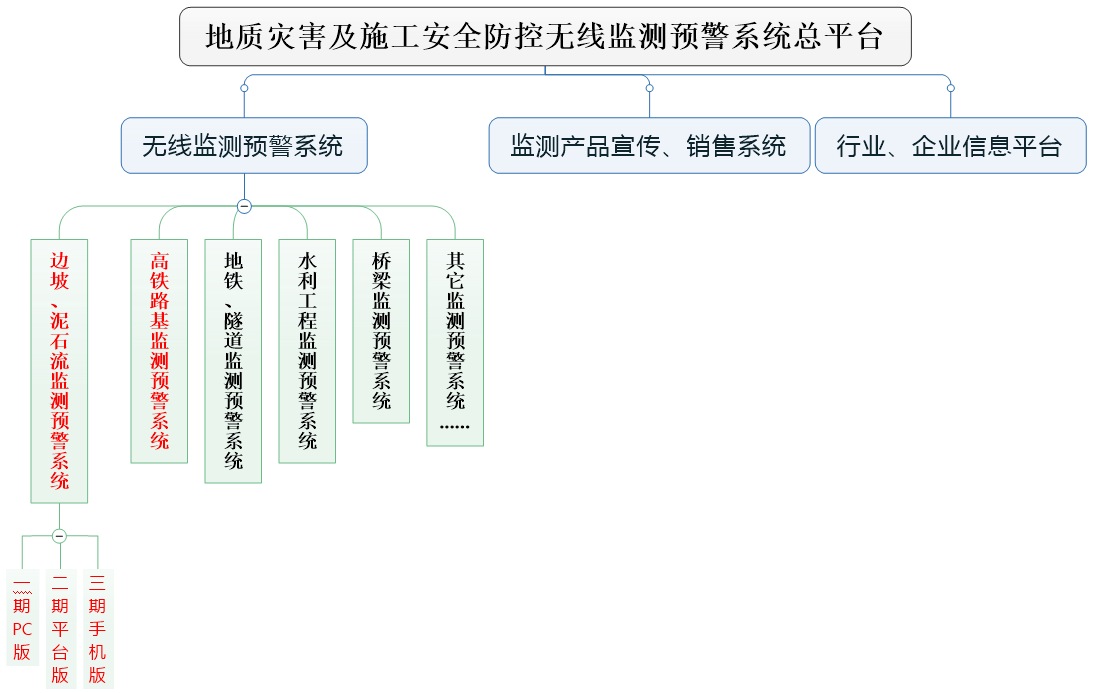 地质灾害及施工安全防控无线监测预警系统总平台
无线监测预警系统
监测产品宣传、销售系统
行业、企业信息平台
边坡、泥石流监测预警系统
高铁路基监测预警系统
地铁、隧道监测预警系统
水利工程监测预警系统
桥梁监测预警系统
其它监测预警系统……
一期PC版
二期平台版
三期手机版